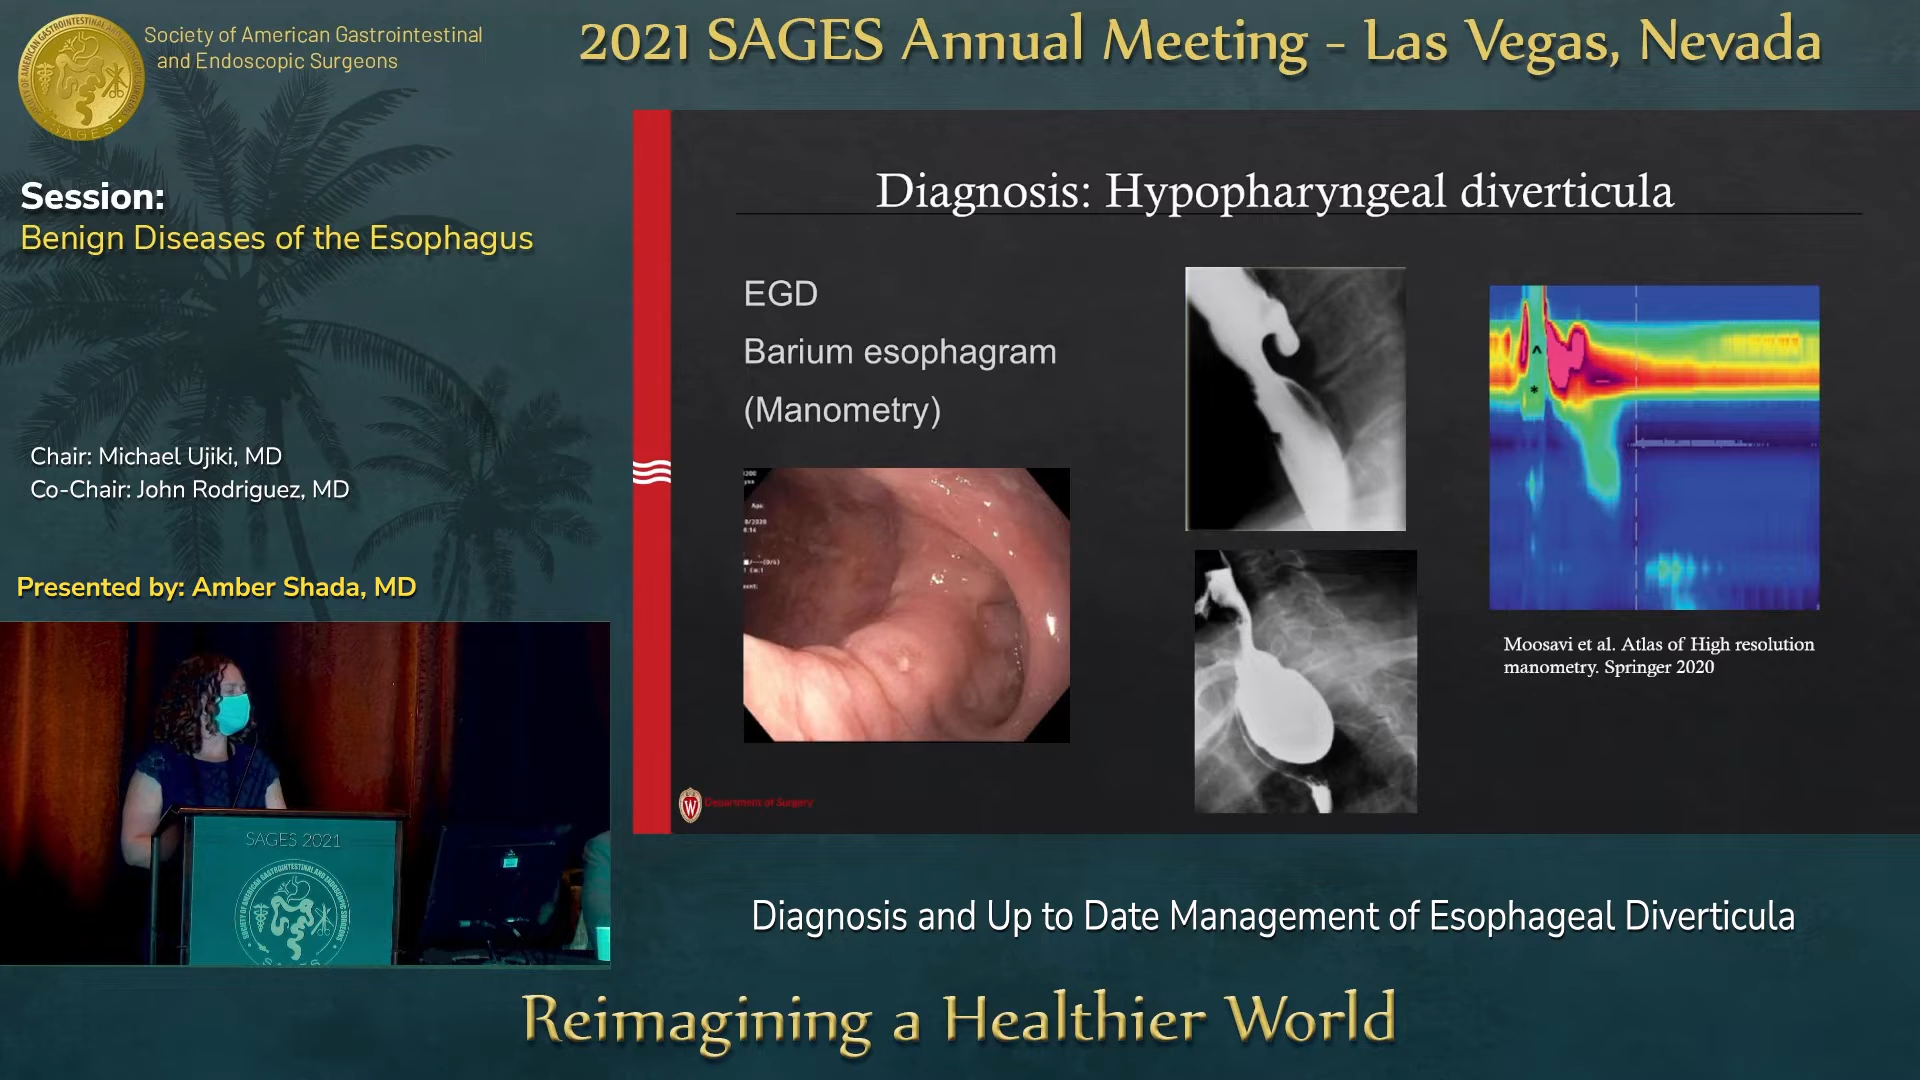 Society of American Gastrointestinal
and Endoscopic Surgeons
2021 SAGES Annual Meeting - Las Vegas, Nevada
SAGES
Session:
Benign Diseases of the Esophagus
Chair: Michael Ujiki, MD
Co-Chair: John Rodriguez, MD
Presented by: Amber Shada, MD
Diagnosis: Hypopharyngeal diverticula
EGD
Barium esophagram
(Manometry)
^
*
Moosavi et al. Atlas of High resolution
manometry. Springer 2020
W
Department of Surgery
SAGES 2021
Diagnosis and Up to Date Management of Esophageal Diverticula
Reimagining a Healthier World